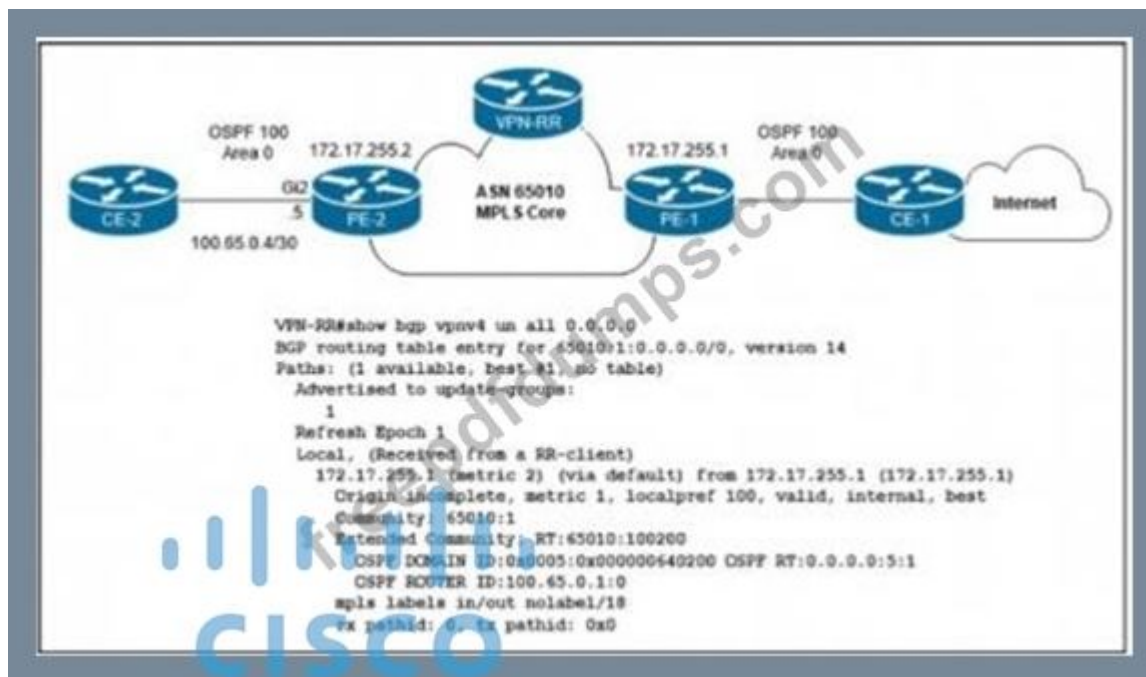 VPN-RR
OSPF 100
Area 0
172.17.255.2
172.17.255.1
OSPF 100
Area 0
CE-2
Gi2
.5
PE-2
ASN 65010
MPLS Core
PE-1
CE-1
Internet
100.65.0.4/30
VPN-RR#show bgp vpnv4 un all 0.0.0.0
BGP routing table entry for 65010:1:0.0.0.0/0, version 14
Paths: (1 available, best #1, no table)
Advertised to update-groups:
1
Refresh Epoch 1
Local, (Received from a RR-client)
172.17.255.1 (metric 2) (via default) from 172.17.255.1 (172.17.255.1)
Origin incomplete, metric 1, localpref 100, valid, internal, best
Community: 65010:1
Extended Community: RT:65010:100200
OSPF DOMAIN ID:0x0005:0x000000640200 OSPF RT:0.0.0.0:5:1
OSPF ROUTER ID:100.65.0.1:0
mpls labels in/out nolabel/18
rx pathid: 0, tx pathid: 0x0
freepdfdumps.com
CISCO